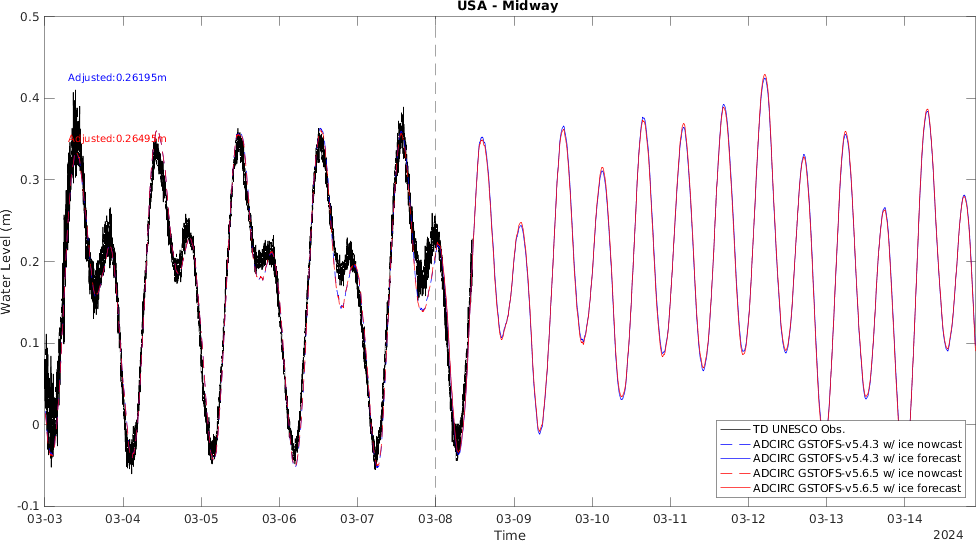 USA - Midway
0.5
Adjusted:0.26195m
0.4
Adjusted:0.26495m
0.3
Water Level (m)
0.2
0.1
0
-0.1
TD UNESCO Obs.
ADCIRC GSTOFS-v5.4.3 w/ ice nowcast
ADCIRC GSTOFS-v5.4.3 w/ ice forecast
ADCIRC GSTOFS-v5.6.5 w/ ice nowcast
ADCIRC GSTOFS-v5.6.5 w/ ice forecast
03-03 03-04 03-05 03-06 03-07 03-08 03-09 03-10 03-11 03-12 03-13 03-14
Time
2024